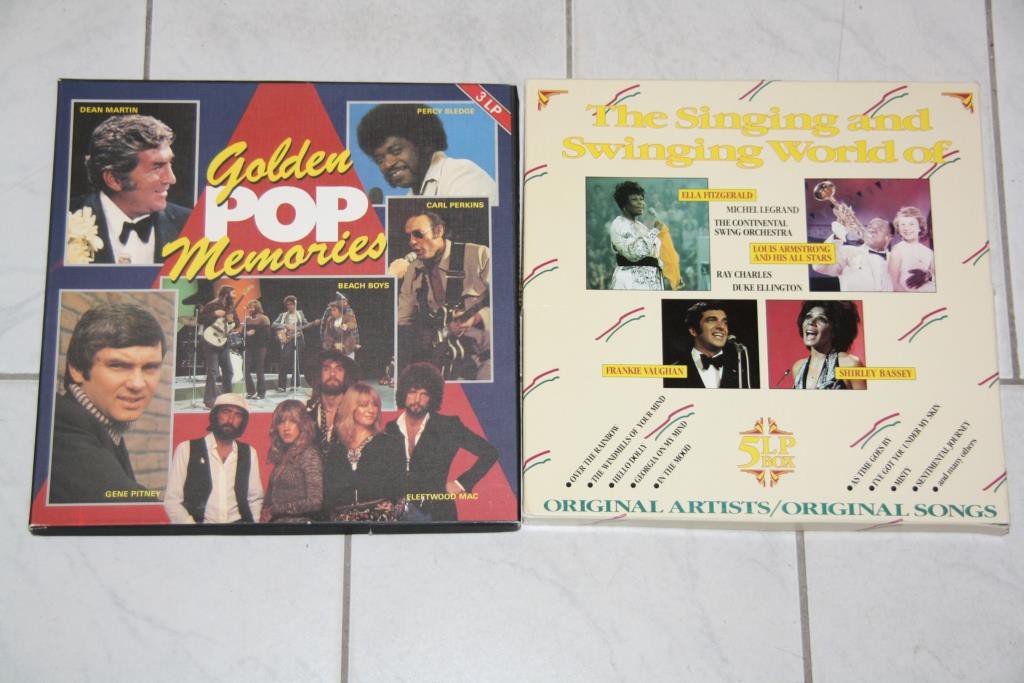 DEAN MARTIN
3 LP
PERCY SLEDGE
Golden
POP
Memories
CARL PERKINS
BEACH BOYS
GENE PITNEY
FLEETWOOD MAC
The Singing and
Swinging World of
ELLA FITZGERALD
MICHEL LEGRAND
THE CONTINENTAL
SWING ORCHESTRA
LOUIS ARMSTRONG
AND HIS ALL STARS
RAY CHARLES
DUKE ELLINGTON
FRANKIE VAUGHAN
SHIRLEY BASSEY
● OVER THE RAINBOW
● THE WINDMILLS OF YOUR MIND
● HELLO DOLLY
● GEORGIA ON MY MIND
● IN THE MOOD
5 LP
BOX
● AS TIME GOES BY
● I'VE GOT YOU UNDER MY SKIN
● MISTY
● SENTIMENTAL JOURNEY
● and many others
ORIGINAL ARTISTS/ORIGINAL SONGS